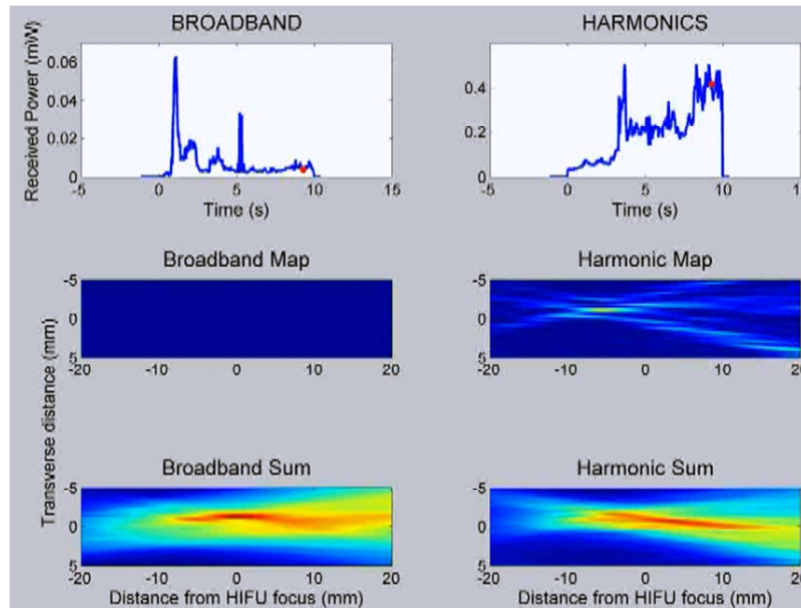 BROADBAND HARMONICS
0.06
0.04
0.02
0
-5 0 5 10 15
Time (s)
Received Power (mW)
0.4
0.2
0
-5 0 5 10
Time (s)
Broadband Map Harmonic Map
-5
0
5
-20 -10 0 10 20
-5
0
5
-20 -10 0 10 20
Transverse distance (mm)
Broadband Sum Harmonic Sum
-5
0
5
-20 -10 0 10 20
Distance from HIFU focus (mm)
-5
0
5
-20 -10 0 10 20
Distance from HIFU focus (mm)